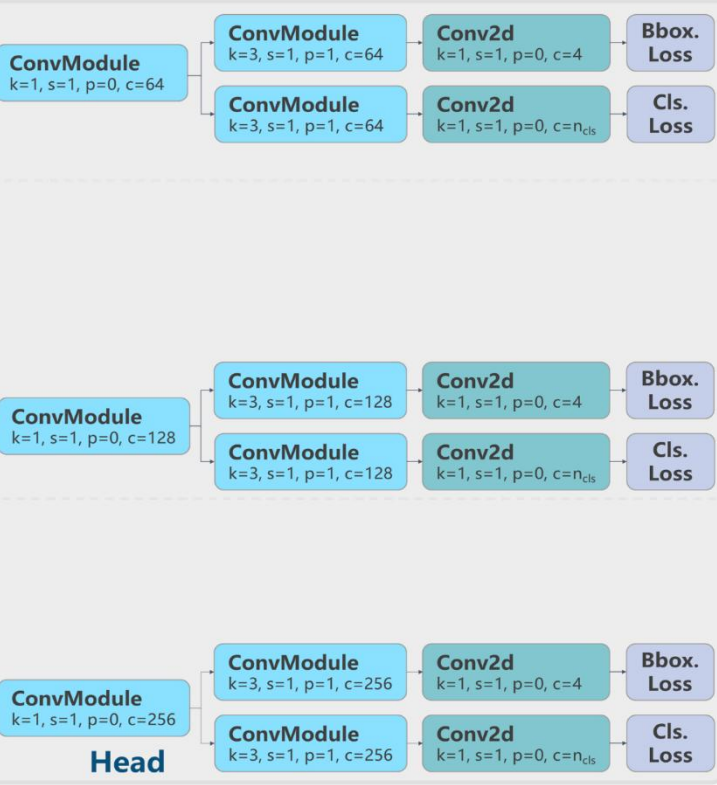 ConvModule
k=1, s=1, p=0, c=64
ConvModule
k=3, s=1, p=1, c=64
Conv2d
k=1, s=1, p=0, c=4
Bbox.
Loss
ConvModule
k=3, s=1, p=1, c=64
Conv2d
k=1, s=1, p=0, c=n_cls
Cls.
Loss
ConvModule
k=1, s=1, p=0, c=128
ConvModule
k=3, s=1, p=1, c=128
Conv2d
k=1, s=1, p=0, c=4
Bbox.
Loss
ConvModule
k=3, s=1, p=1, c=128
Conv2d
k=1, s=1, p=0, c=n_cls
Cls.
Loss
ConvModule
k=1, s=1, p=0, c=256
ConvModule
k=3, s=1, p=1, c=256
Conv2d
k=1, s=1, p=0, c=4
Bbox.
Loss
ConvModule
k=3, s=1, p=1, c=256
Conv2d
k=1, s=1, p=0, c=n_cls
Cls.
Loss
Head